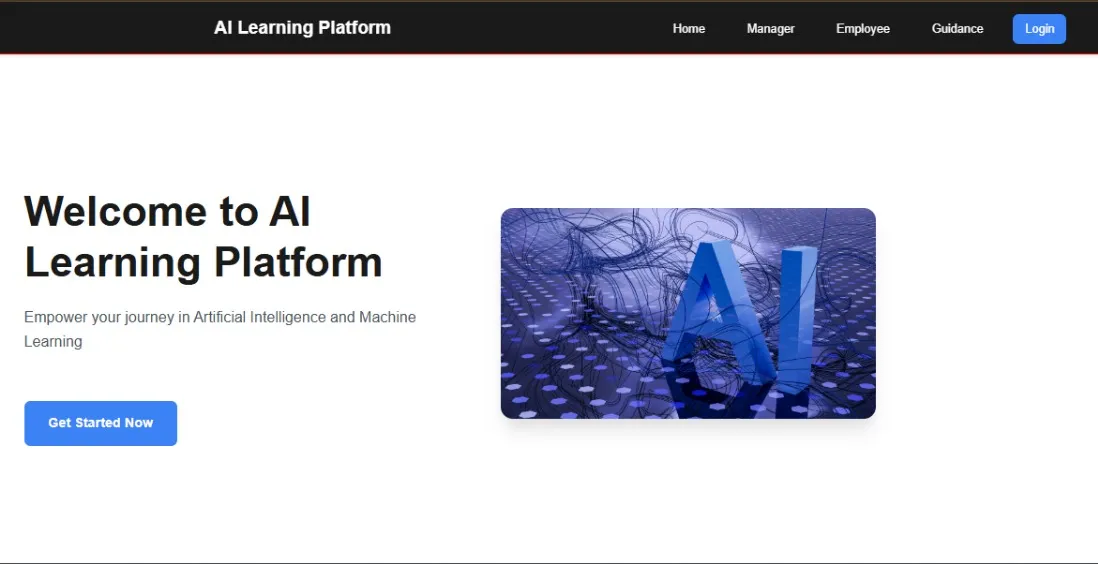 AI Learning Platform
Home Manager Employee Guidance Login
Welcome to AI
Learning Platform
Empower your journey in Artificial Intelligence and Machine
Learning
Get Started Now
AI